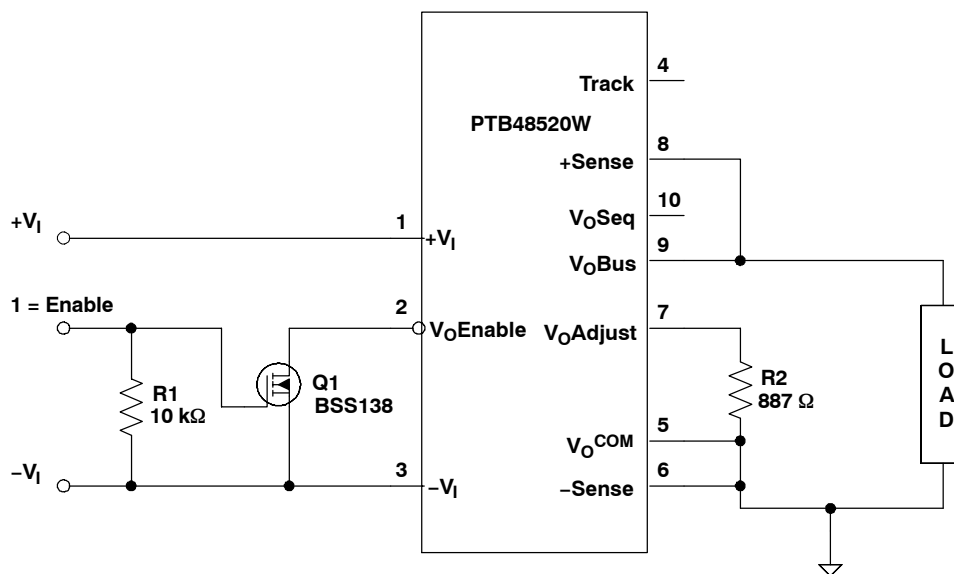 4
Track
PTB48520W
8
+Sense
10
VOSeq
9
VOBus
+VI
1
+VI
1 = Enable
2
VOEnable
7
VOAdjust
R1
10 kΩ
Q1
BSS138
R2
887 Ω
L
O
A
D
5
VOCOM
6
−Sense
−VI
3
−VI